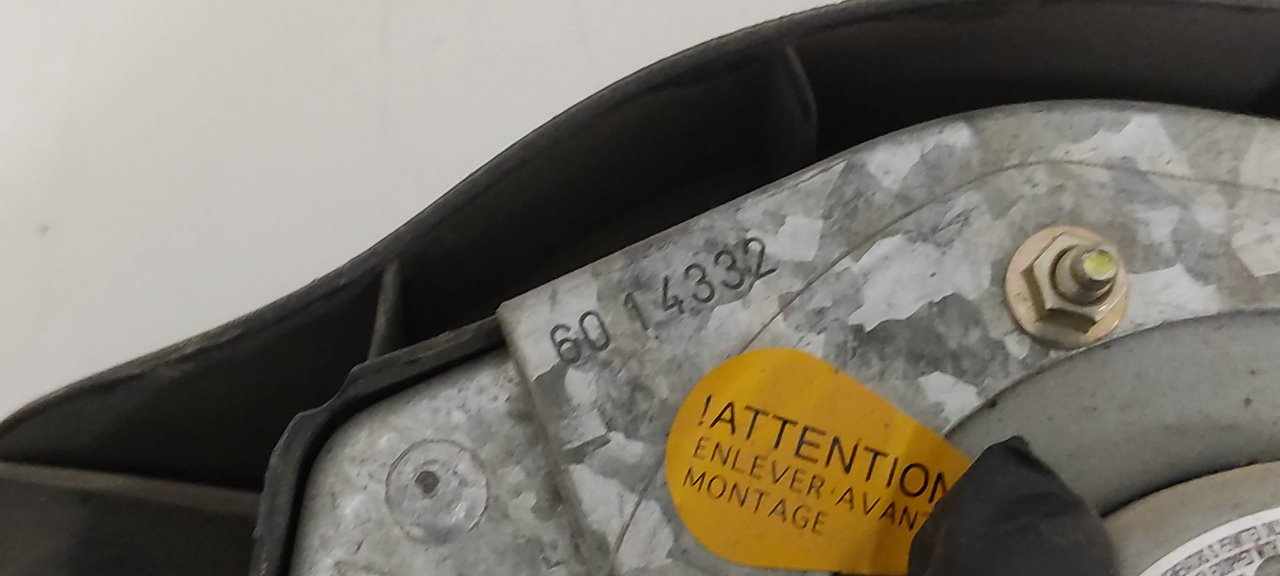 60 14332
!ATTENTION
ENLEVER AVANT
MONTAGE